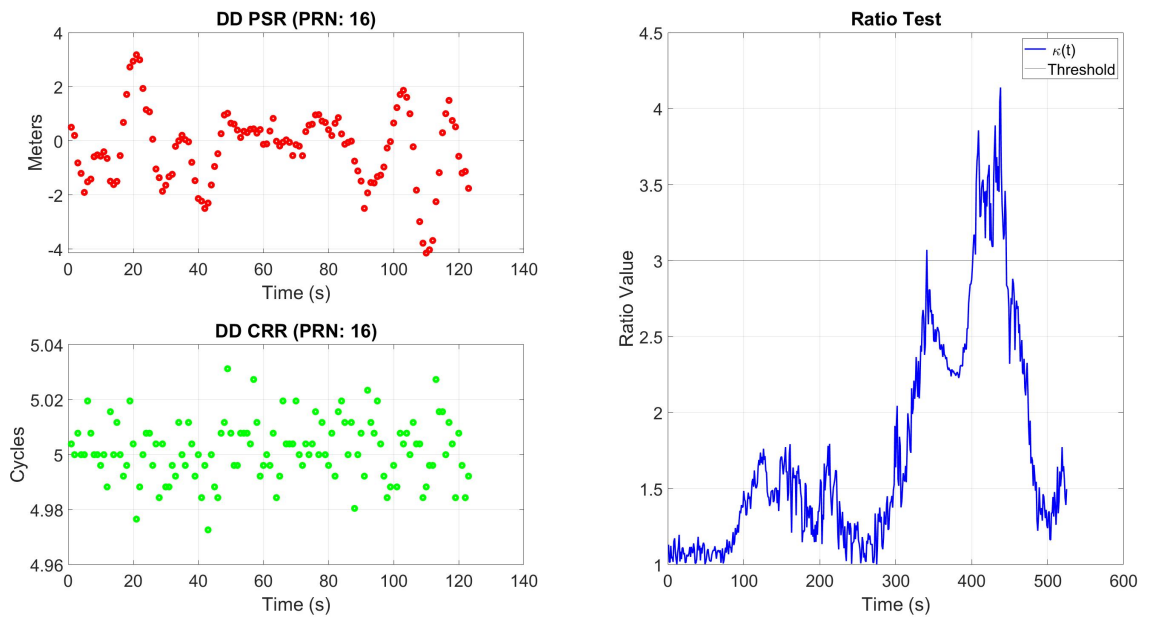 DD PSR (PRN: 16)
4
2
0
-2
-4
Meters
0 20 40 60 80 100 120 140
Time (s)
DD CRR (PRN: 16)
5.04
5.02
5
4.98
4.96
Cycles
0 20 40 60 80 100 120 140
Time (s)
Ratio Test
4.5
4
3.5
3
2.5
2
1.5
1
Ratio Value
κ(t)
Threshold
0 100 200 300 400 500 600
Time (s)